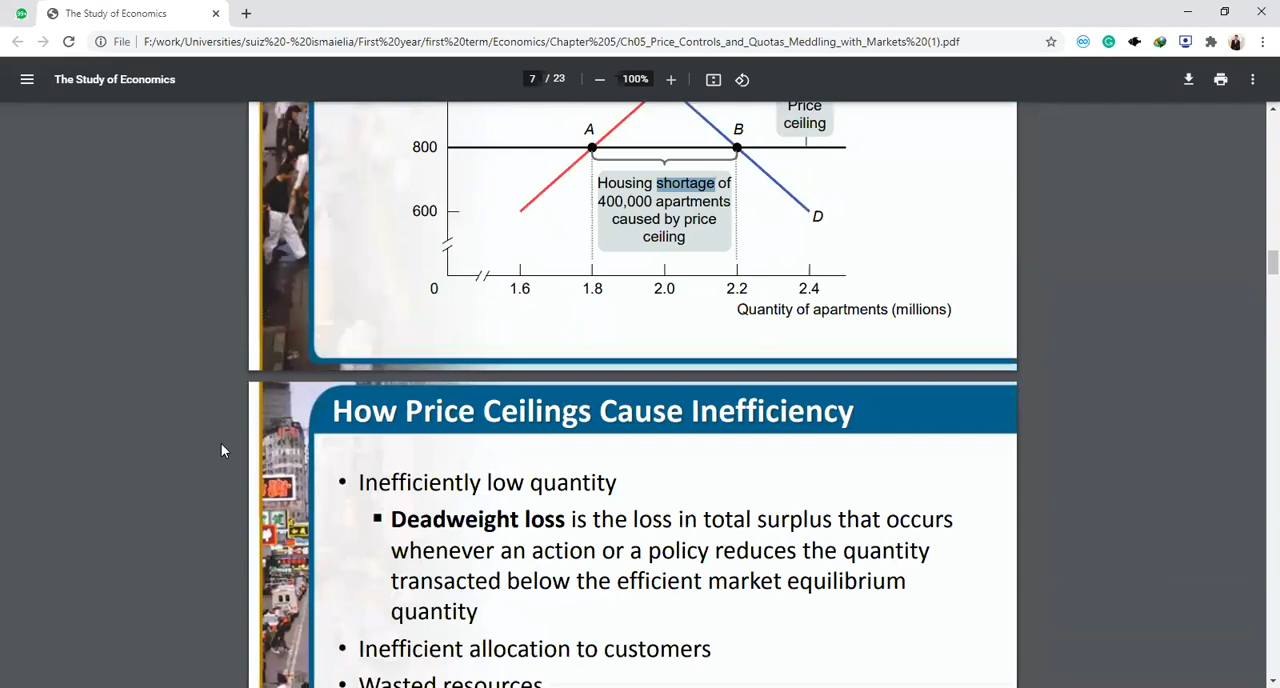 99+
The Study of Economics
File
F:/work/Universities/suiz%20-%20ismaielia/First%20year/first%20term/Economics/Chapter%205/Ch05_Price_Controls_and_Quotas_Meddling_with_Markets%20(1).pdf
The Study of Economics
7 / 23
100%
Price
ceiling
A
B
800
Housing shortage of
400,000 apartments
caused by price
ceiling
600
D
0
1.6
1.8
2.0
2.2
2.4
Quantity of apartments (millions)
How Price Ceilings Cause Inefficiency
• Inefficiently low quantity
▪ Deadweight loss is the loss in total surplus that occurs
whenever an action or a policy reduces the quantity
transacted below the efficient market equilibrium
quantity
• Inefficient allocation to customers
• Wasted resources